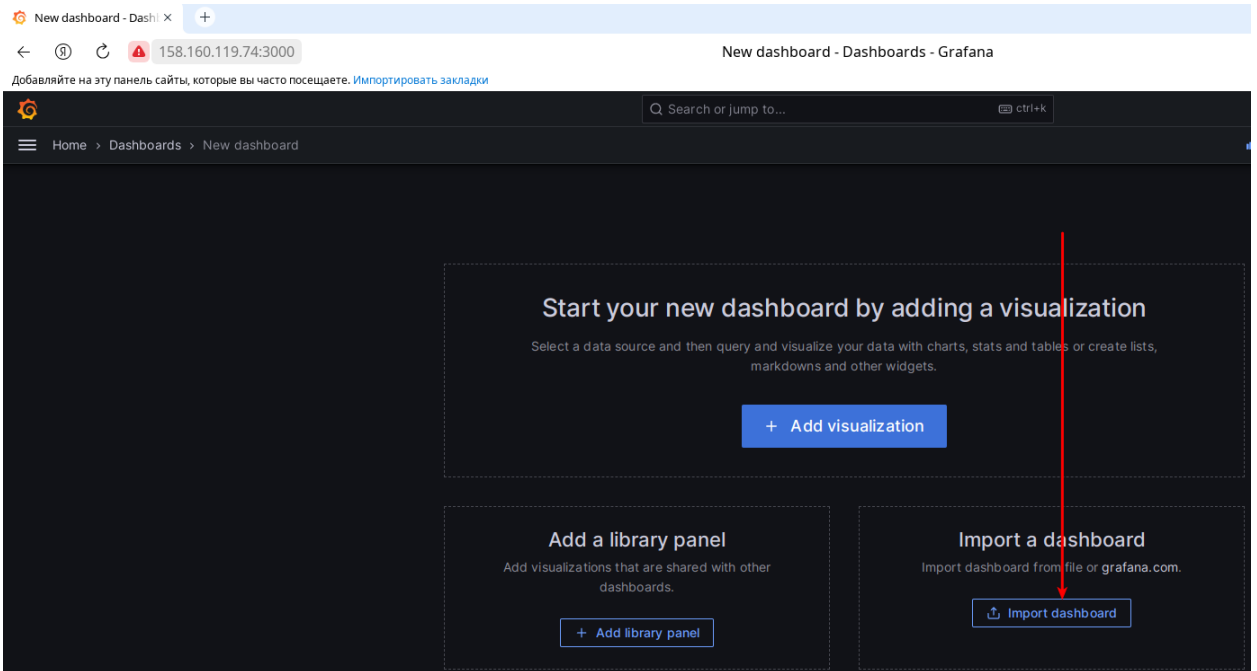 New dashboard - Dash
158.160.119.74:3000
New dashboard - Dashboards - Grafana
Добавляйте на эту панель сайты, которые вы часто посещаете. Импортировать закладки
Search or jump to...
ctrl+k
Home › Dashboards › New dashboard
Start your new dashboard by adding a visualization
Select a data source and then query and visualize your data with charts, stats and tables or create lists,
markdowns and other widgets.
+ Add visualization
Add a library panel
Add visualizations that are shared with other
dashboards.
+ Add library panel
Import a dashboard
Import dashboard from file or grafana.com.
Import dashboard